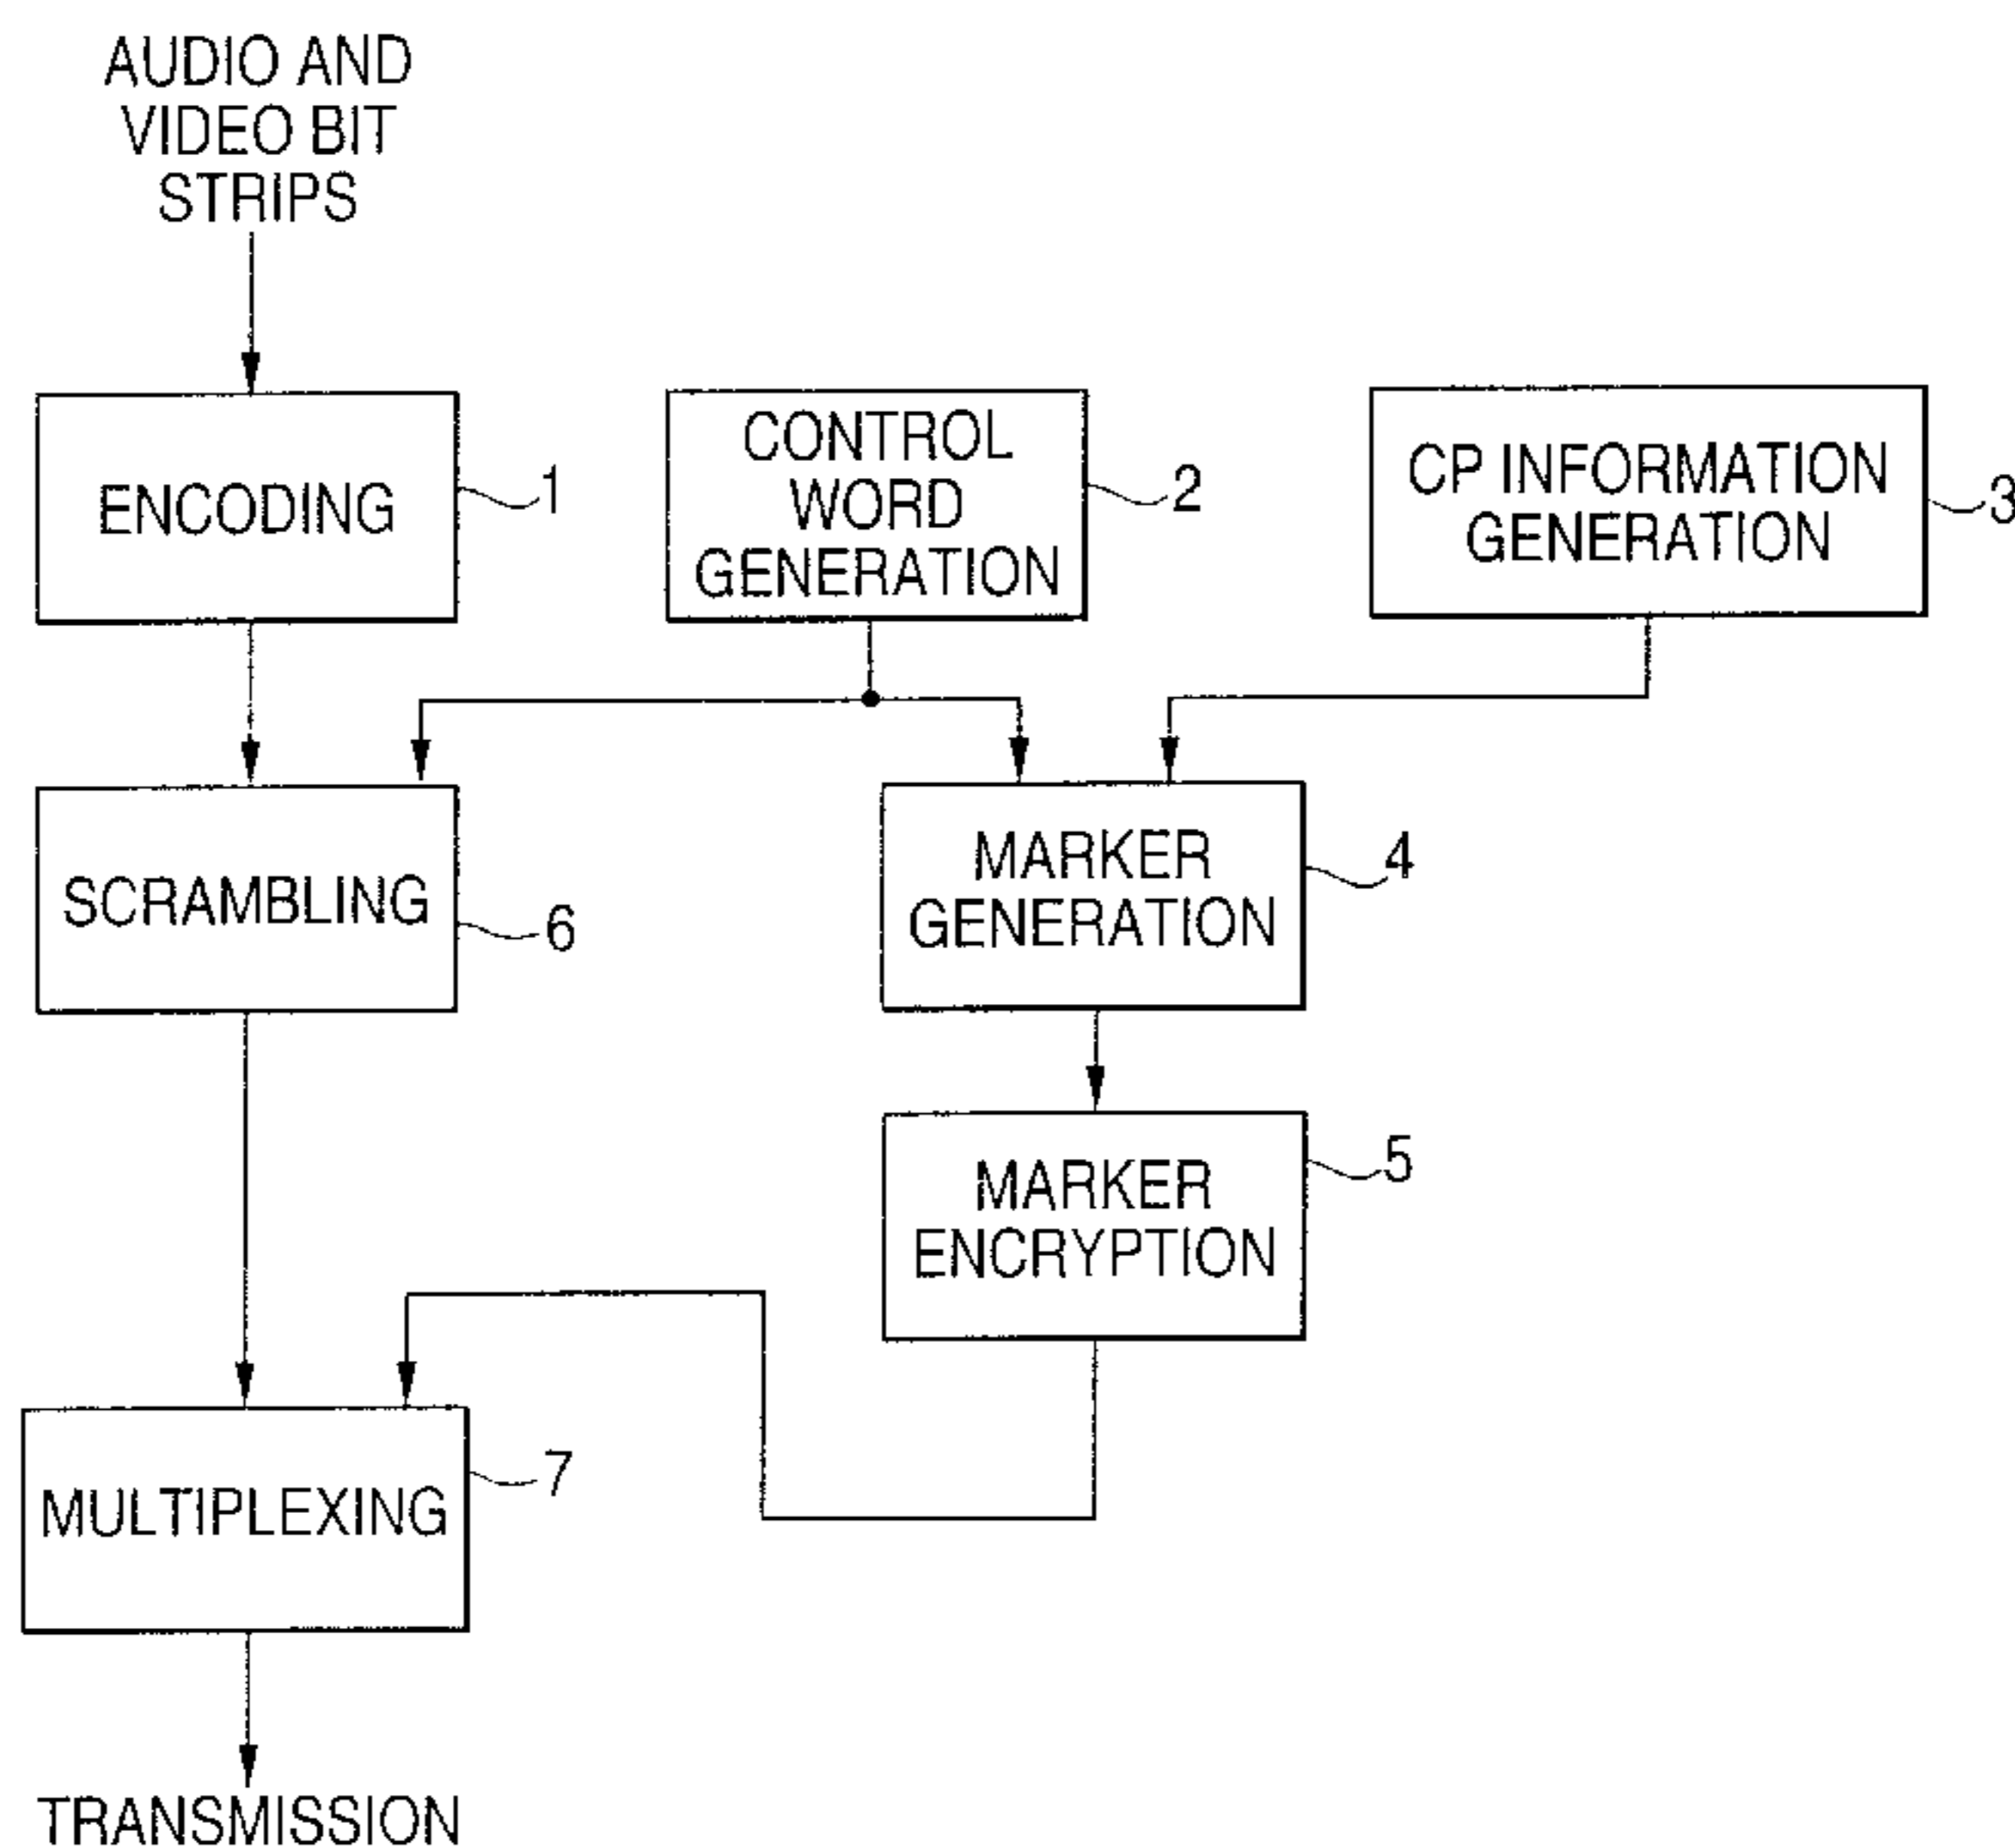 AUDIO AND
VIDEO BIT
STRIPS
ENCODING
1
CONTROL
WORD
GENERATION
2
CP INFORMATION
GENERATION
3
SCRAMBLING
6
MARKER
GENERATION
4
MARKER
ENCRYPTION
5
MULTIPLEXING
7
TRANSMISSION